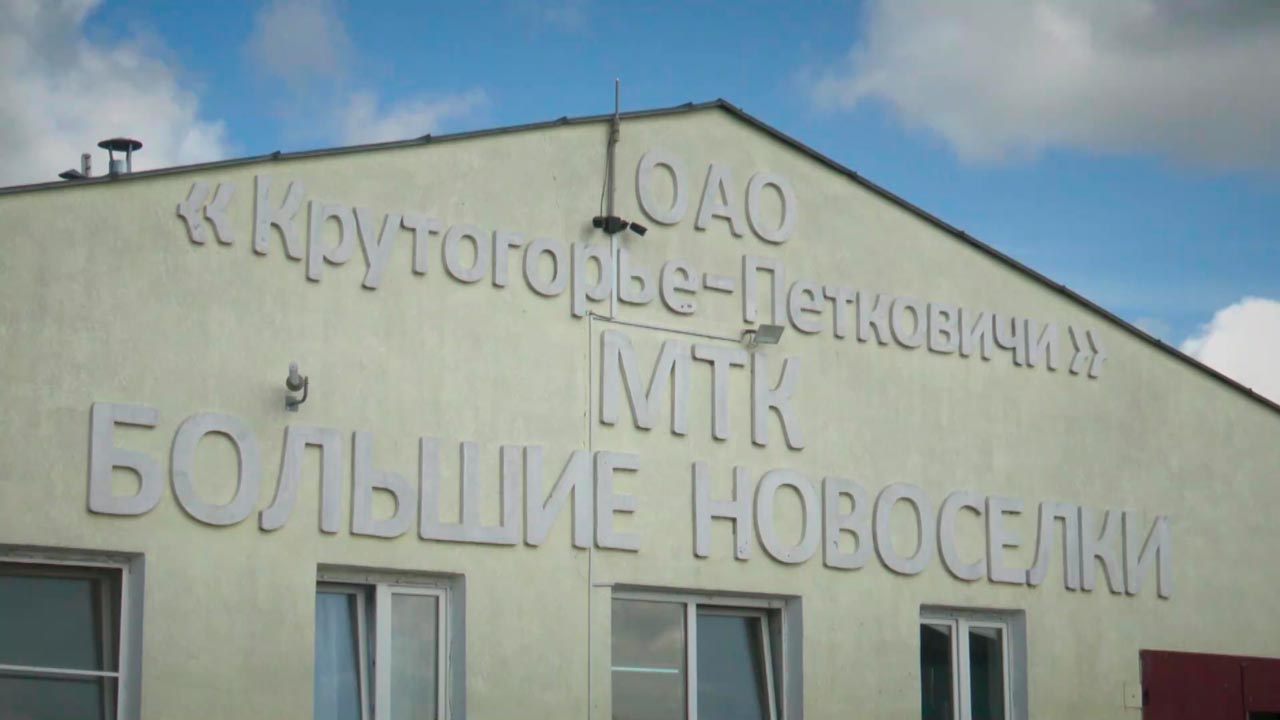 ОАО
«Крутогорье-Петковичи»
МТК
БОЛЬШИЕ НОВОСЕЛКИ